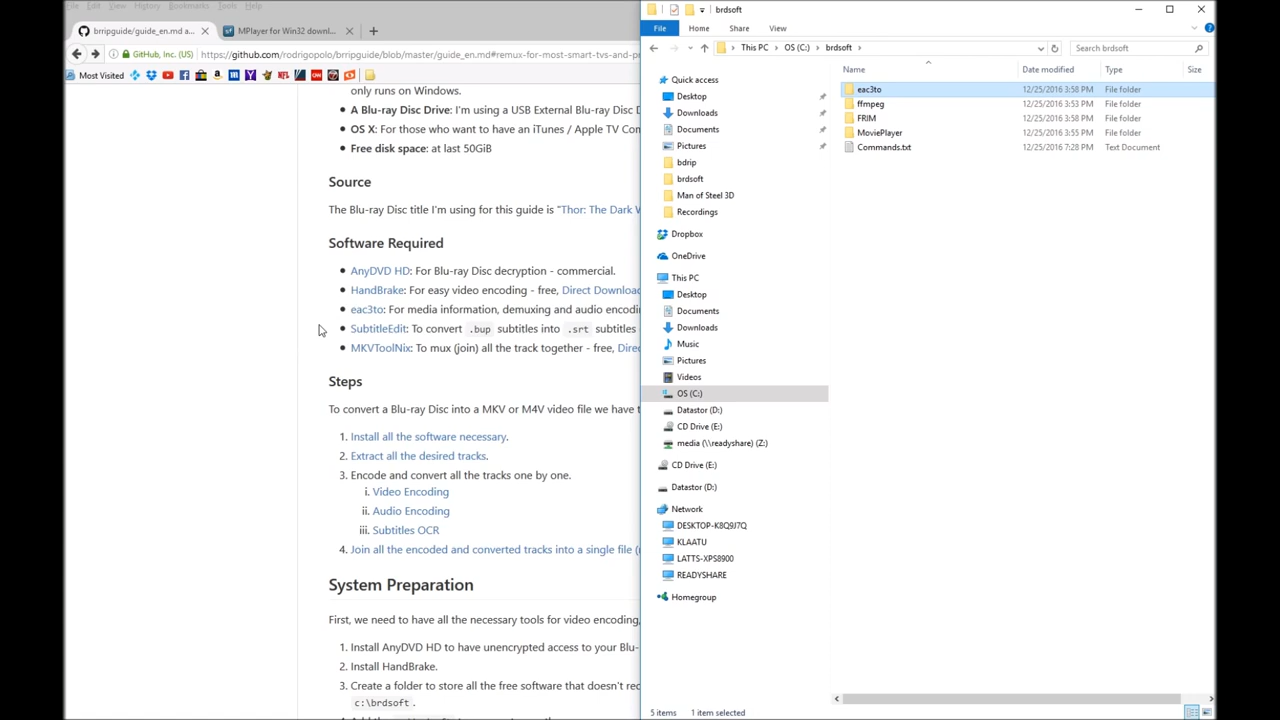 File Edit View History Bookmarks Tools Help
brripguide/guide_en.md a...
MPlayer for Win32 downl...
GitHub, Inc. (US)
https://github.com/rodrigopolo/brripguide/blob/master/guide_en.md#remux-for-most-smart-tvs-and-pr
Most Visited
only runs on Windows.
A Blu-ray Disc Drive: I'm using a USB External Blu-ray Disc D
OS X: For those who want to have an iTunes / Apple TV Com
Free disk space: at last 50GiB
Source
The Blu-ray Disc title I'm using for this guide is "Thor: The Dark W
Software Required
AnyDVD HD: For Blu-ray Disc decryption - commercial.
HandBrake: For easy video encoding - free, Direct Download
eac3to: For media information, demuxing and audio encodin
SubtitleEdit: To convert .bup subtitles into .srt subtitles
MKVToolNix: To mux (join) all the track together - free, Dire
Steps
To convert a Blu-ray Disc into a MKV or M4V video file we have t
1. Install all the software necessary.
2. Extract all the desired tracks.
3. Encode and convert all the tracks one by one.
i. Video Encoding
ii. Audio Encoding
iii. Subtitles OCR
4. Join all the encoded and converted tracks into a single file (
System Preparation
First, we need to have all the necessary tools for video encoding,
1. Install AnyDVD HD to have unencrypted access to your Blu-
2. Install HandBrake.
3. Create a folder to store all the free software that doesn't rec
c:\brdsoft.
brdsoft
File Home Share View
This PC > OS (C:) > brdsoft >
Search brdsoft
Name Date modified Type Size
eac3to 12/25/2016 3:58 PM File folder
ffmpeg 12/25/2016 3:53 PM File folder
FRIM 12/25/2016 3:58 PM File folder
MoviePlayer 12/25/2016 3:55 PM File folder
Commands.txt 12/25/2016 7:28 PM Text Document
Quick access
Desktop
Downloads
Documents
Pictures
bdrip
brdsoft
Man of Steel 3D
Recordings
Dropbox
OneDrive
This PC
Desktop
Documents
Downloads
Music
Pictures
Videos
OS (C:)
Datastor (D:)
CD Drive (E:)
media (\\readyshare) (Z:)
CD Drive (E:)
Datastor (D:)
Network
DESKTOP-K8Q9J7Q
KLAATU
LATTS-XPS8900
READYSHARE
Homegroup
5 items 1 item selected